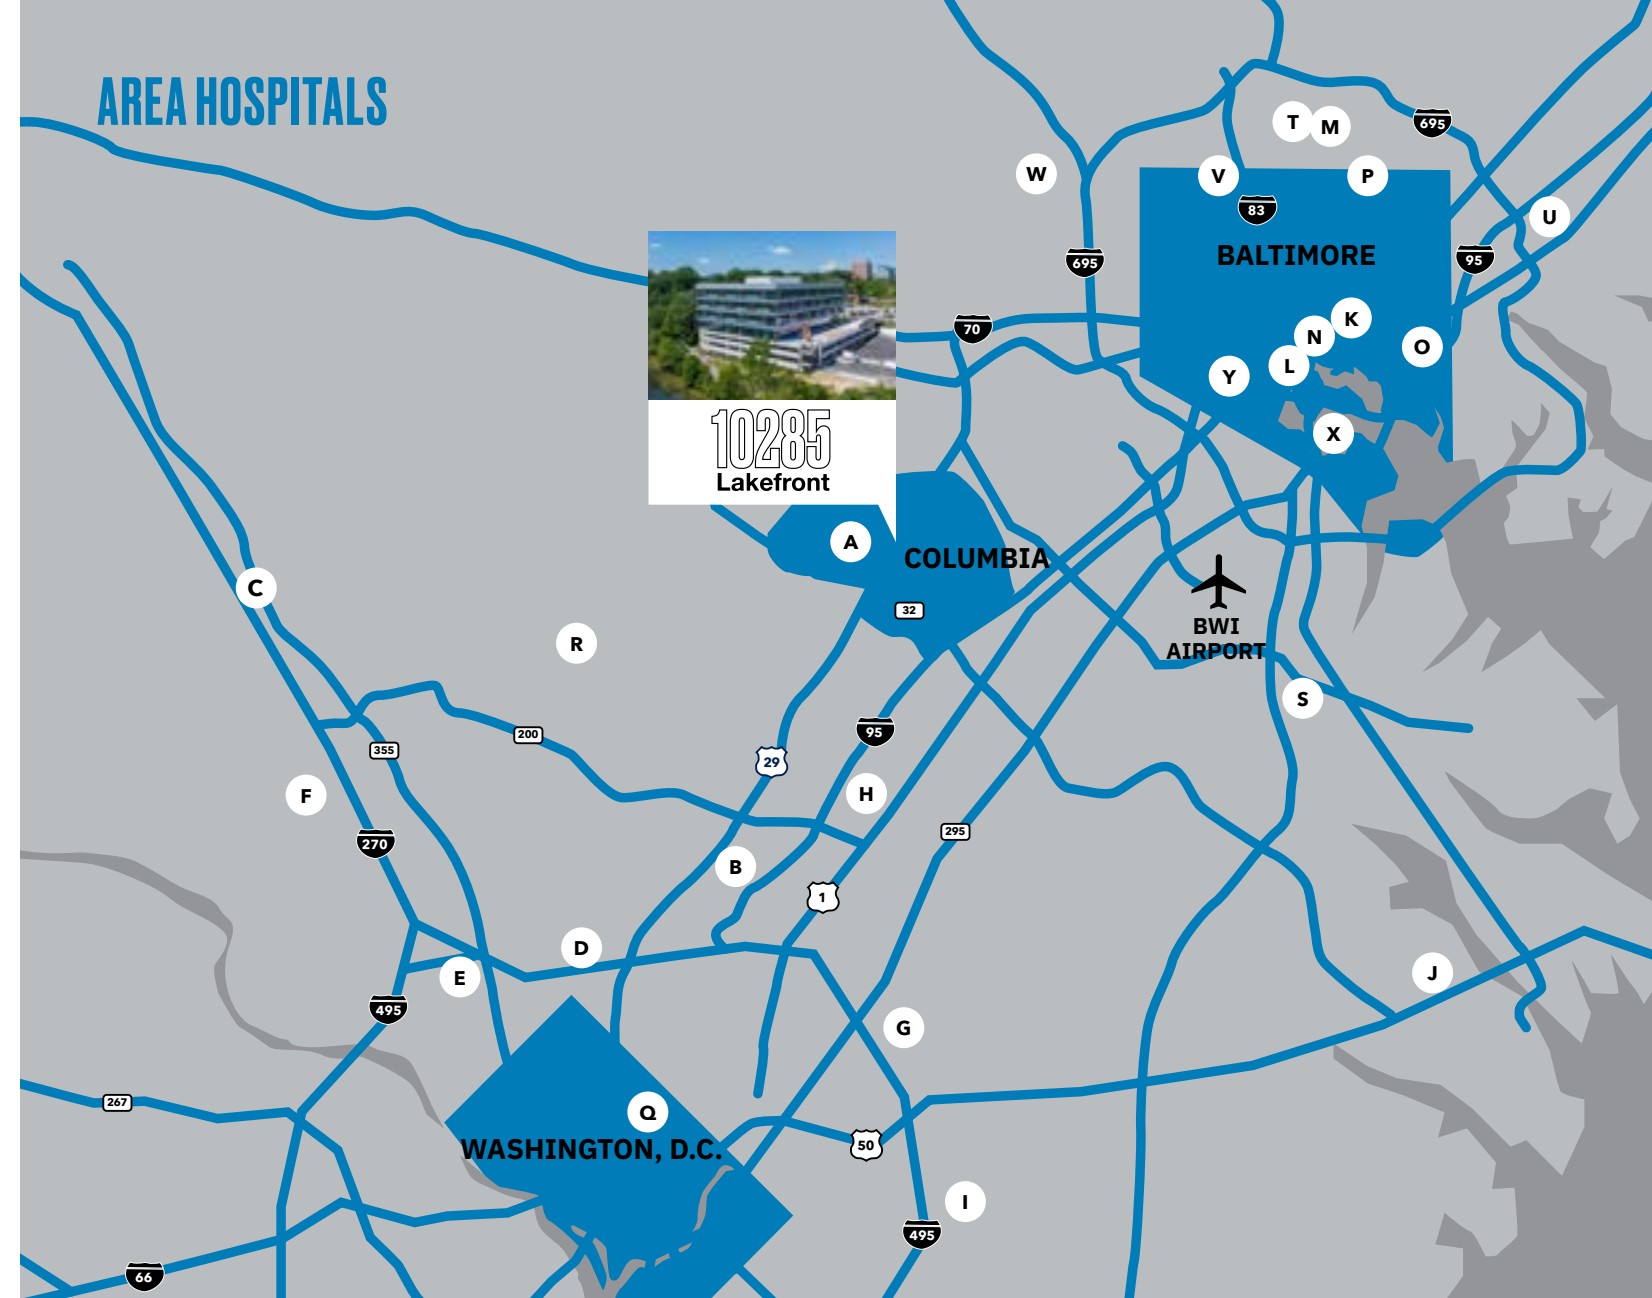 AREA HOSPITALS
T
M
695
W
V
P
83
U
BALTIMORE
695
95
70
K
N
O
L
Y
X
10285
Lakefront
A
COLUMBIA
C
32
BWI
AIRPORT
R
S
200
95
355
29
F
H
295
270
B
1
D
E
J
495
G
267
Q
WASHINGTON, D.C.
50
I
495
66